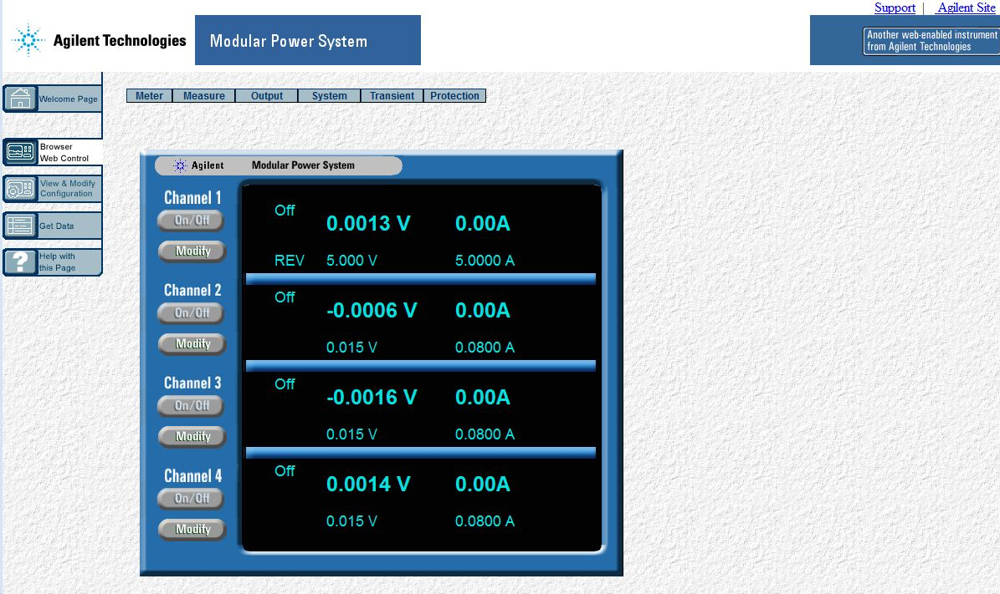 Support | Agilent Site
Agilent Technologies
Modular Power System
Another web-enabled instrument
from Agilent Technologies
Welcome Page
Browser
Web Control
View & Modify
Configuration
Get Data
Help with
this Page
Meter Measure Output System Transient Protection
Agilent Modular Power System
Channel 1
On/Off
Modify
Off
0.0013 V 0.00A
REV 5.000 V 5.0000 A
Channel 2
On/Off
Modify
Off
-0.0006 V 0.00A
0.015 V 0.0800 A
Channel 3
On/Off
Modify
Off
-0.0016 V 0.00A
0.015 V 0.0800 A
Channel 4
On/Off
Modify
Off
0.0014 V 0.00A
0.015 V 0.0800 A